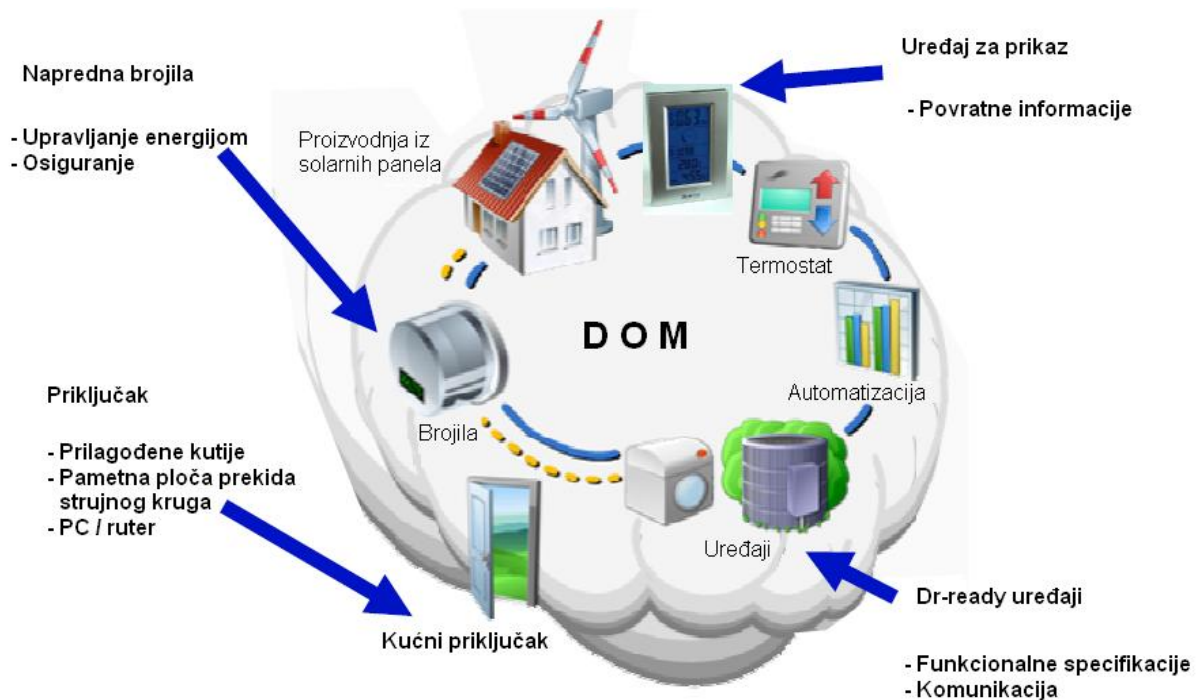 Uređaj za prikaz
- Povratne informacije
Napredna brojila
- Upravljanje energijom
- Osiguranje
Proizvodnja iz
solarnih panela
Termostat
D O M
Automatizacija
Brojila
Uređaji
Priključak
- Prilagođene kutije
- Pametna ploča prekida
strujnog kruga
- PC / ruter
Kućni priključak
Dr-ready uređaji
- Funkcionalne specifikacije
- Komunikacija